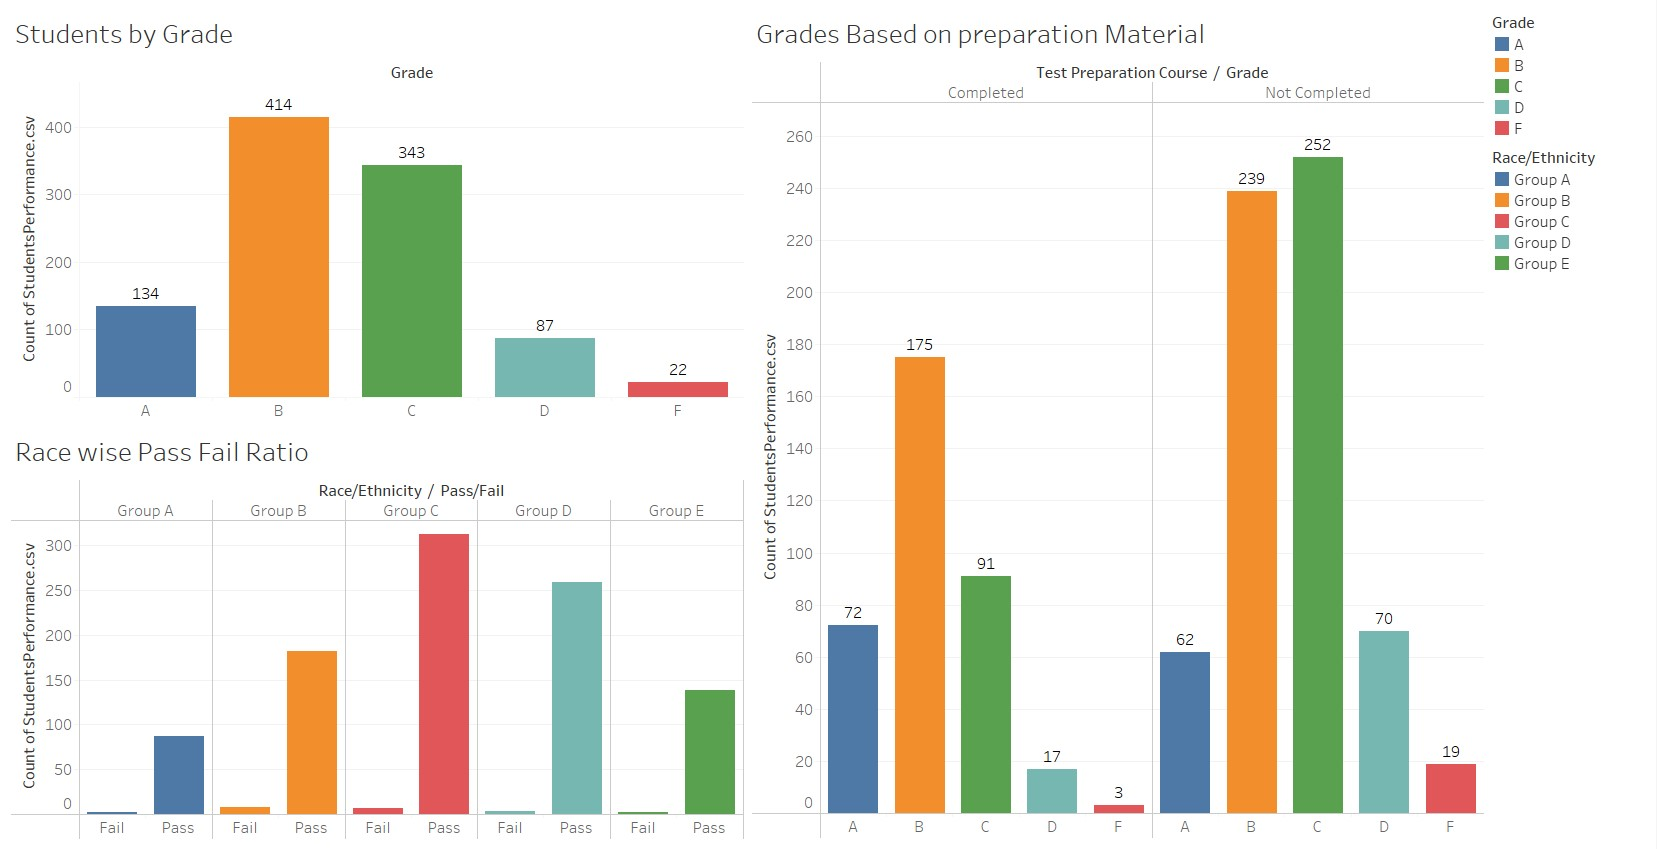 Students by Grade
Grade
Count of StudentsPerformance.csv
400
300
200
100
0
134
414
343
87
22
A
B
C
D
F
Race wise Pass Fail Ratio
Race/Ethnicity / Pass/Fail
Group A
Group B
Group C
Group D
Group E
Count of StudentsPerformance.csv
300
250
200
150
100
50
0
Fail
Pass
Fail
Pass
Fail
Pass
Fail
Pass
Fail
Pass
Grades Based on preparation Material
Test Preparation Course / Grade
Completed
Not Completed
Count of StudentsPerformance.csv
260
240
220
200
180
160
140
120
100
80
60
40
20
0
72
175
91
17
3
62
239
252
70
19
A
B
C
D
F
A
B
C
D
F
Grade
A
B
C
D
F
Race/Ethnicity
Group A
Group B
Group C
Group D
Group E